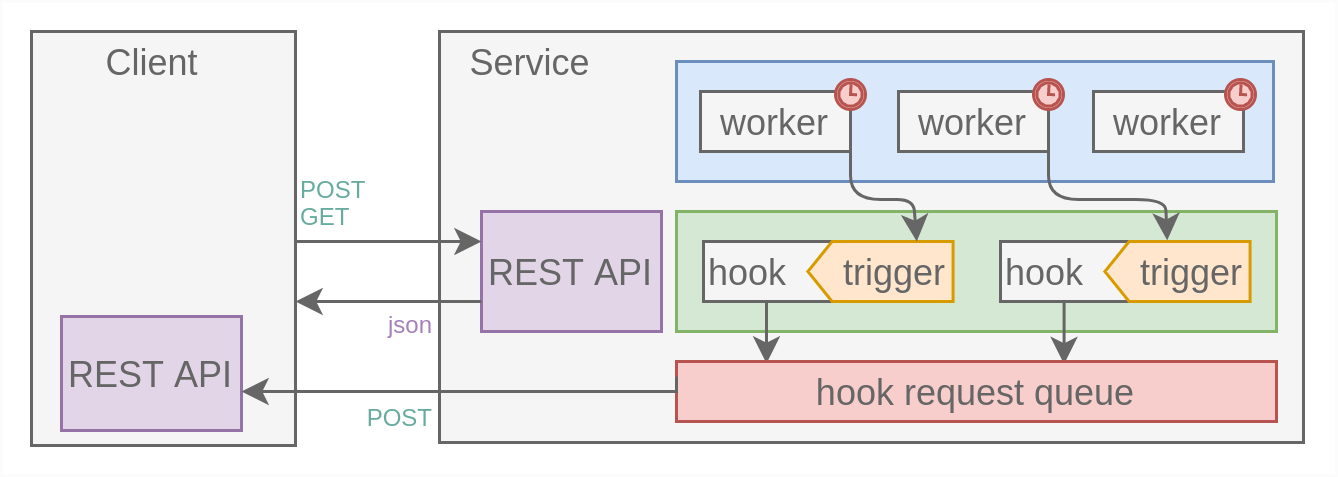 Client
Service
worker
worker
worker
POST
GET
REST API
hook
trigger
hook
trigger
json
REST API
hook request queue
POST